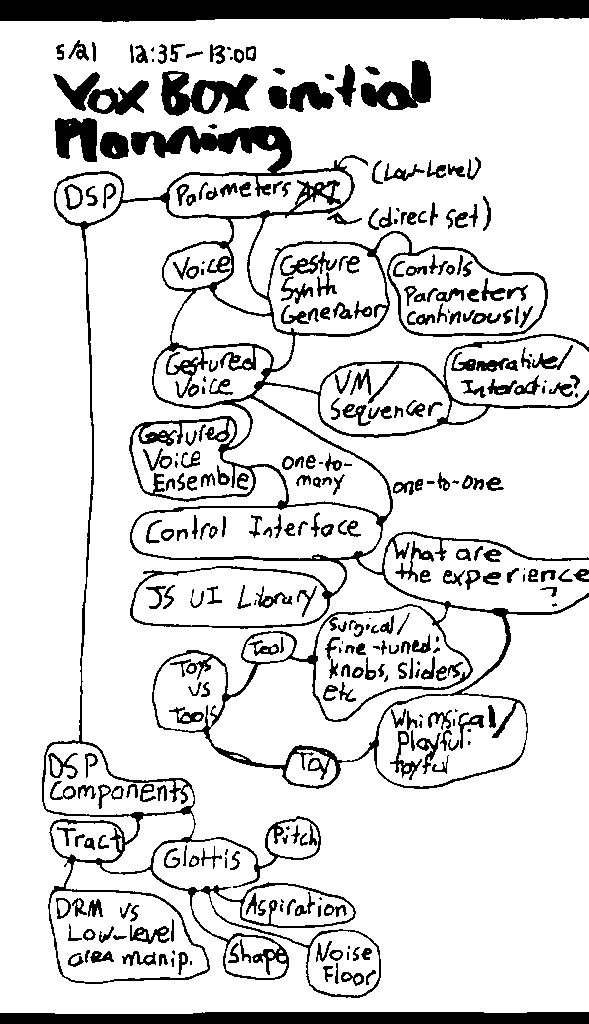 5/21 12:35-13:00
Vox Box initial
Planning
DSP
Parameters API
(Low-Level)
(direct set)
Voice
Gesture
Synth
Generator
Controls
Parameters
continuously
Gestured
Voice
VM/
Sequencer
Generative/
Interactive?
Gestured
Voice
Ensemble
one-to-
many
one-to-one
Control Interface
What are
the experience
?
JS UI Library
Toys
vs
Tools
Tool
Surgical/
Fine-tuned:
knobs, sliders,
etc
Toy
Whimsical/
Playful:
toyful
DSP
Components
Tract
Glottis
Pitch
Aspiration
DRM vs
Low-level
area manip.
Shape
Noise
Floor